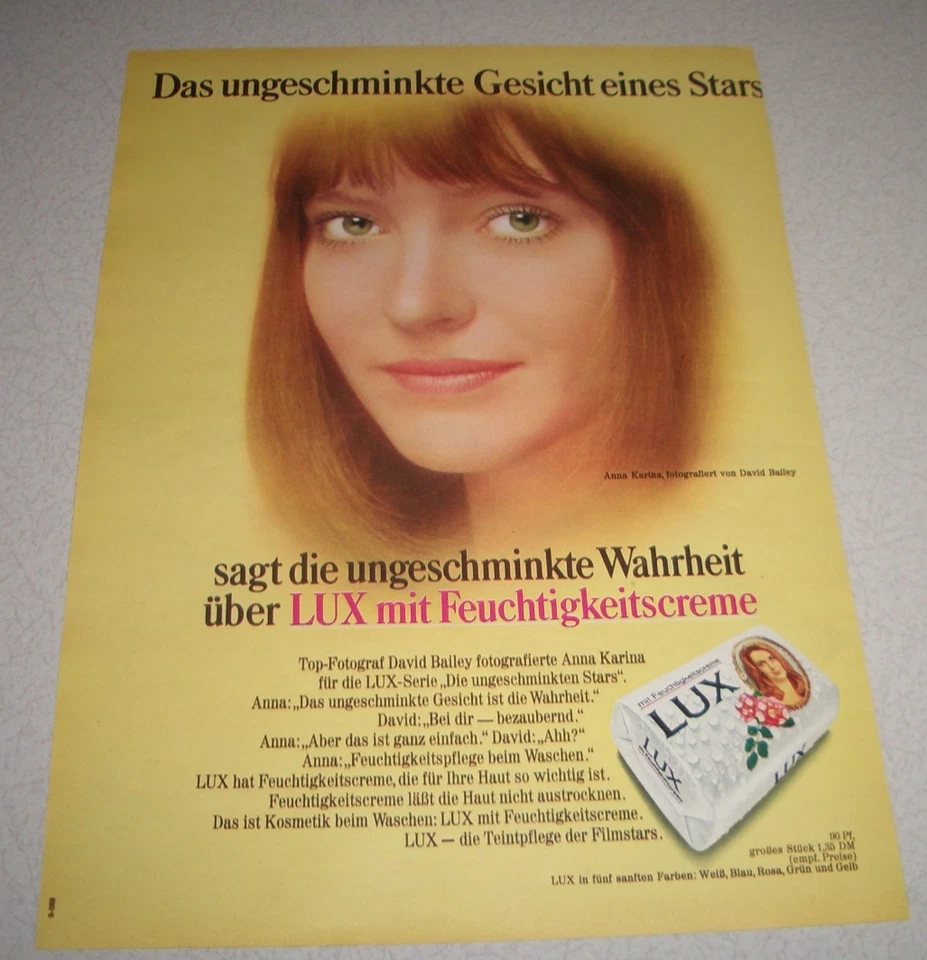 Das ungeschminkte Gesicht eines Stars
Anna Karina, fotografiert von David Bailey
sagt die ungeschminkte Wahrheit
über LUX mit Feuchtigkeitscreme
Top-Fotograf David Bailey fotografierte Anna Karina
für die LUX-Serie „Die ungeschminkten Stars“.
Anna: „Das ungeschminkte Gesicht ist die Wahrheit.“
David: „Bei dir — bezaubernd.“
Anna: „Aber das ist ganz einfach.“ David: „Ahh?“
Anna: „Feuchtigkeitspflege beim Waschen.“
LUX hat Feuchtigkeitscreme, die für Ihre Haut so wichtig ist.
Feuchtigkeitscreme läßt die Haut nicht austrocknen.
Das ist Kosmetik beim Waschen: LUX mit Feuchtigkeitscreme.
LUX — die Teintpflege der Filmstars.
mit Feuchtigkeitscreme
LUX
LUX
LUX
90 Pf.
großes Stück 1,35 DM
(empf. Preise)
LUX in fünf sanften Farben: Weiß, Blau, Rosa, Grün und Gelb